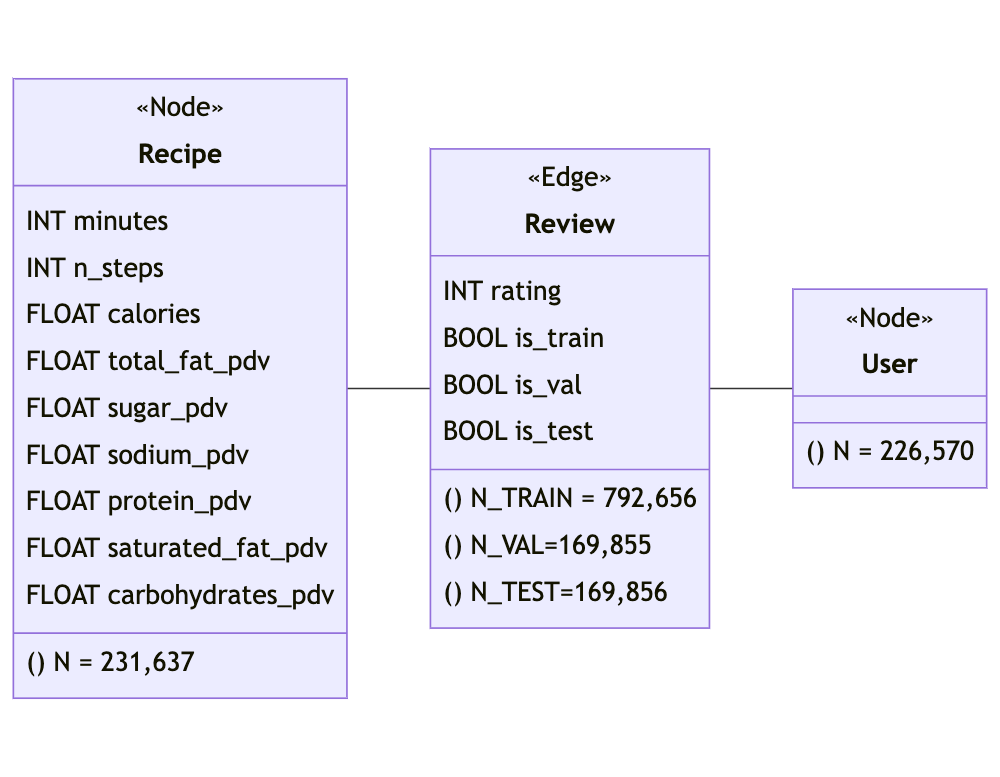 «Node»
Recipe
INT minutes
INT n_steps
FLOAT calories
FLOAT total_fat_pdv
FLOAT sugar_pdv
FLOAT sodium_pdv
FLOAT protein_pdv
FLOAT saturated_fat_pdv
FLOAT carbohydrates_pdv
() N = 231,637
«Edge»
Review
INT rating
BOOL is_train
BOOL is_val
BOOL is_test
() N_TRAIN = 792,656
() N_VAL=169,855
() N_TEST=169,856
«Node»
User
() N = 226,570